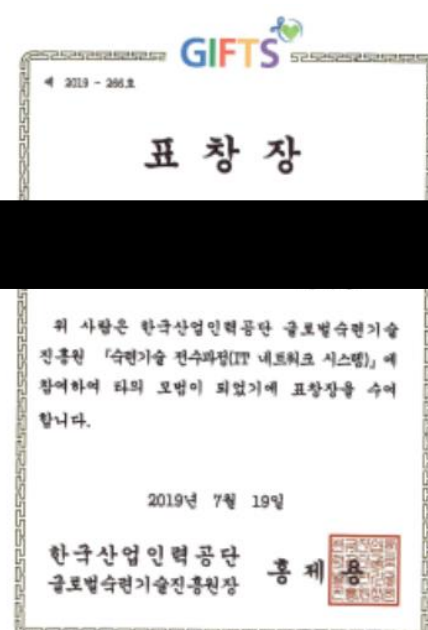 GIFTS
제 2019 - 266호
표 창 장
위 사람은 한국산업인력공단 글로벌숙련기술
진흥원 「숙련기술 전수과정(IT 네트워크 시스템)」에
참여하여 타의 모범이 되었기에 표창장을 수여
합니다.
2019년 7월 19일
한국산업인력공단
글로벌숙련기술진흥원장 홍 제 용